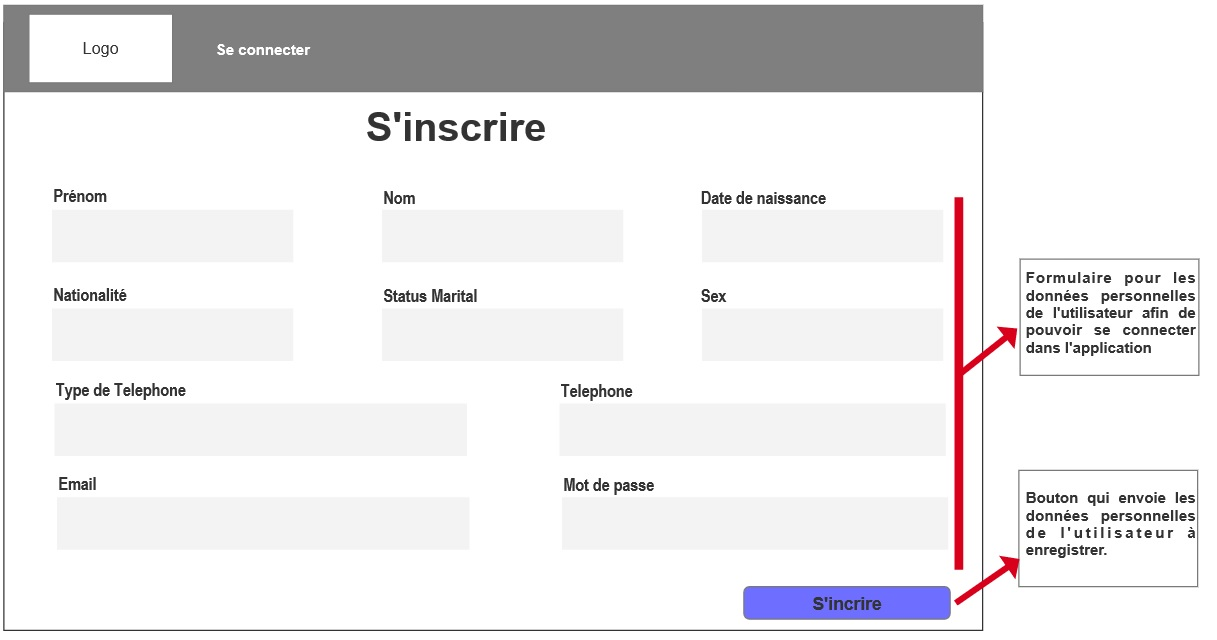 Logo
Se connecter
S'inscrire
Prénom
Nom
Date de naissance
Nationalité
Status Marital
Sex
Type de Telephone
Telephone
Email
Mot de passe
S'incrire
Formulaire pour les
données personnelles
de l'utilisateur afin de
pouvoir se connecter
dans l'application
Bouton qui envoie les
données personnelles
de l'utilisateur à
enregistrer.